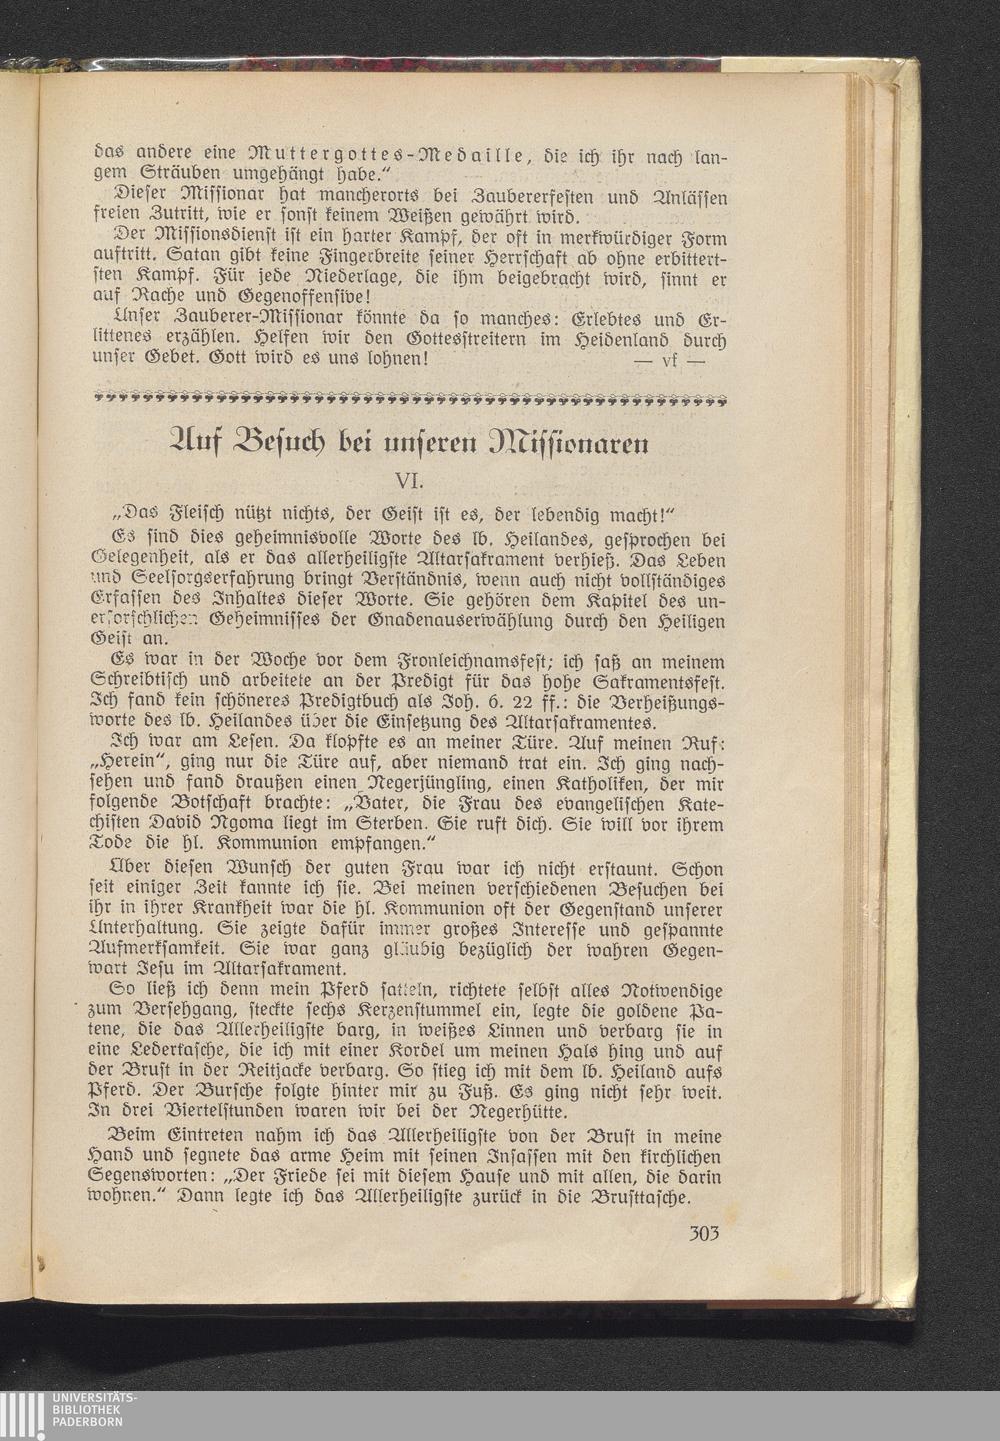 das andere eine Muttergottes-Medaille, die ich ihr nach lan-
gem Sträuben umgehängt habe.“
Dieser Missionar hat mancherorts bei Zaubererfesten und Anlässen
freien Zutritt, wie er sonst keinem Weißen gewährt wird.
Der Missionsdienst ist ein harter Kampf, der oft in merkwürdiger Form
auftritt. Satan gibt keine Fingerbreite seiner Herrschaft ab ohne erbittert-
sten Kampf. Für jede Niederlage, die ihm beigebracht wird, sinnt er
auf Rache und Gegenoffensive!
Unser Zauberer-Missionar könnte da so manches: Erlebtes und Er-
littenes erzählen. Helfen wir den Gottesstreitern im Heidenland durch
unser Gebet. Gott wird es uns lohnen! — vf —
Auf Besuch bei unseren Missionaren
VI.
„Das Fleisch nützt nichts, der Geist ist es, der lebendig macht!“
Es sind dies geheimnisvolle Worte des lb. Heilandes, gesprochen bei
Gelegenheit, als er das allerheiligste Altarsakrament verhieß. Das Leben
und Seelsorgserfahrung bringt Verständnis, wenn auch nicht vollständiges
Erfassen des Inhaltes dieser Worte. Sie gehören dem Kapitel des un-
erforschlichen Geheimnisses der Gnadenauserwählung durch den Heiligen
Geist an.
Es war in der Woche vor dem Fronleichnamsfest; ich saß an meinem
Schreibtisch und arbeitete an der Predigt für das hohe Sakramentsfest.
Ich fand kein schöneres Predigtbuch als Joh. 6. 22 ff.: die Verheißungs-
worte des lb. Heilandes über die Einsetzung des Altarsakramentes.
Ich war am Lesen. Da klopfte es an meiner Türe. Auf meinen Ruf:
„Herein“, ging nur die Türe auf, aber niemand trat ein. Ich ging nach-
sehen und fand draußen einen Negerjüngling, einen Katholiken, der mir
folgende Botschaft brachte: „Vater, die Frau des evangelischen Kate-
chisten David Ngoma liegt im Sterben. Sie ruft dich. Sie will vor ihrem
Tode die hl. Kommunion empfangen.“
Über diesen Wunsch der guten Frau war ich nicht erstaunt. Schon
seit einiger Zeit kannte ich sie. Bei meinen verschiedenen Besuchen bei
ihr in ihrer Krankheit war die hl. Kommunion oft der Gegenstand unserer
Unterhaltung. Sie zeigte dafür immer großes Interesse und gespannte
Aufmerksamkeit. Sie war ganz gläubig bezüglich der wahren Gegen-
wart Jesu im Altarsakrament.
So ließ ich denn mein Pferd satteln, richtete selbst alles Notwendige
zum Versehgang, steckte sechs Kerzenstummel ein, legte die goldene Pa-
tene, die das Allerheiligste barg, in weißes Linnen und verbarg sie in
eine Ledertasche, die ich mit einer Kordel um meinen Hals hing und auf
der Brust in der Reitjacke verbarg. So stieg ich mit dem lb. Heiland aufs
Pferd. Der Bursche folgte hinter mir zu Fuß. Es ging nicht sehr weit.
In drei Viertelstunden waren wir bei der Negerhütte.
Beim Eintreten nahm ich das Allerheiligste von der Brust in meine
Hand und segnete das arme Heim mit seinen Insassen mit den kirchlichen
Segensworten: „Der Friede sei mit diesem Hause und mit allen, die darin
wohnen.“ Dann legte ich das Allerheiligste zurück in die Brusttasche.
303
UNIVERSITÄTS-
BIBLIOTHEK
PADERBORN